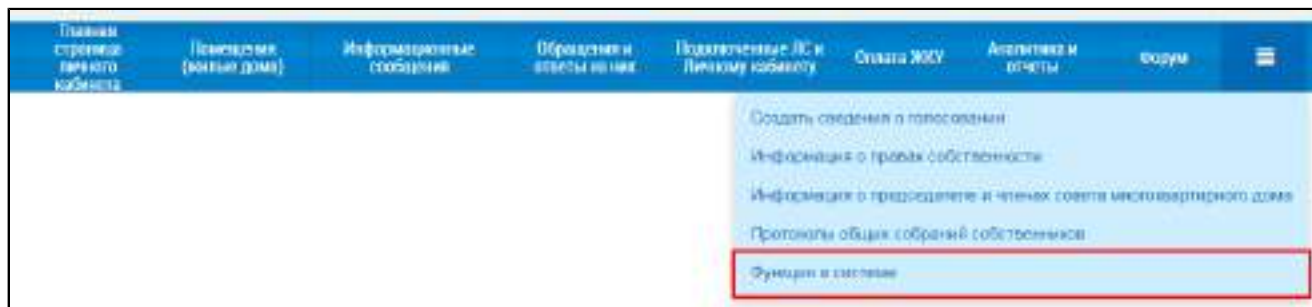 Главная
страница
личного
кабинета
Помещения
(жилые дома)
Информационные
сообщения
Обращения и
ответы на них
Подключенные ЛС к
Личному кабинету
Оплата ЖКУ
Аналитика и
отчеты
Форум
Создать сведения о голосовании
Информация о правах собственности
Информация о председателе и членах совета многоквартирного дома
Протоколы общих собраний собственников
Функции в системе